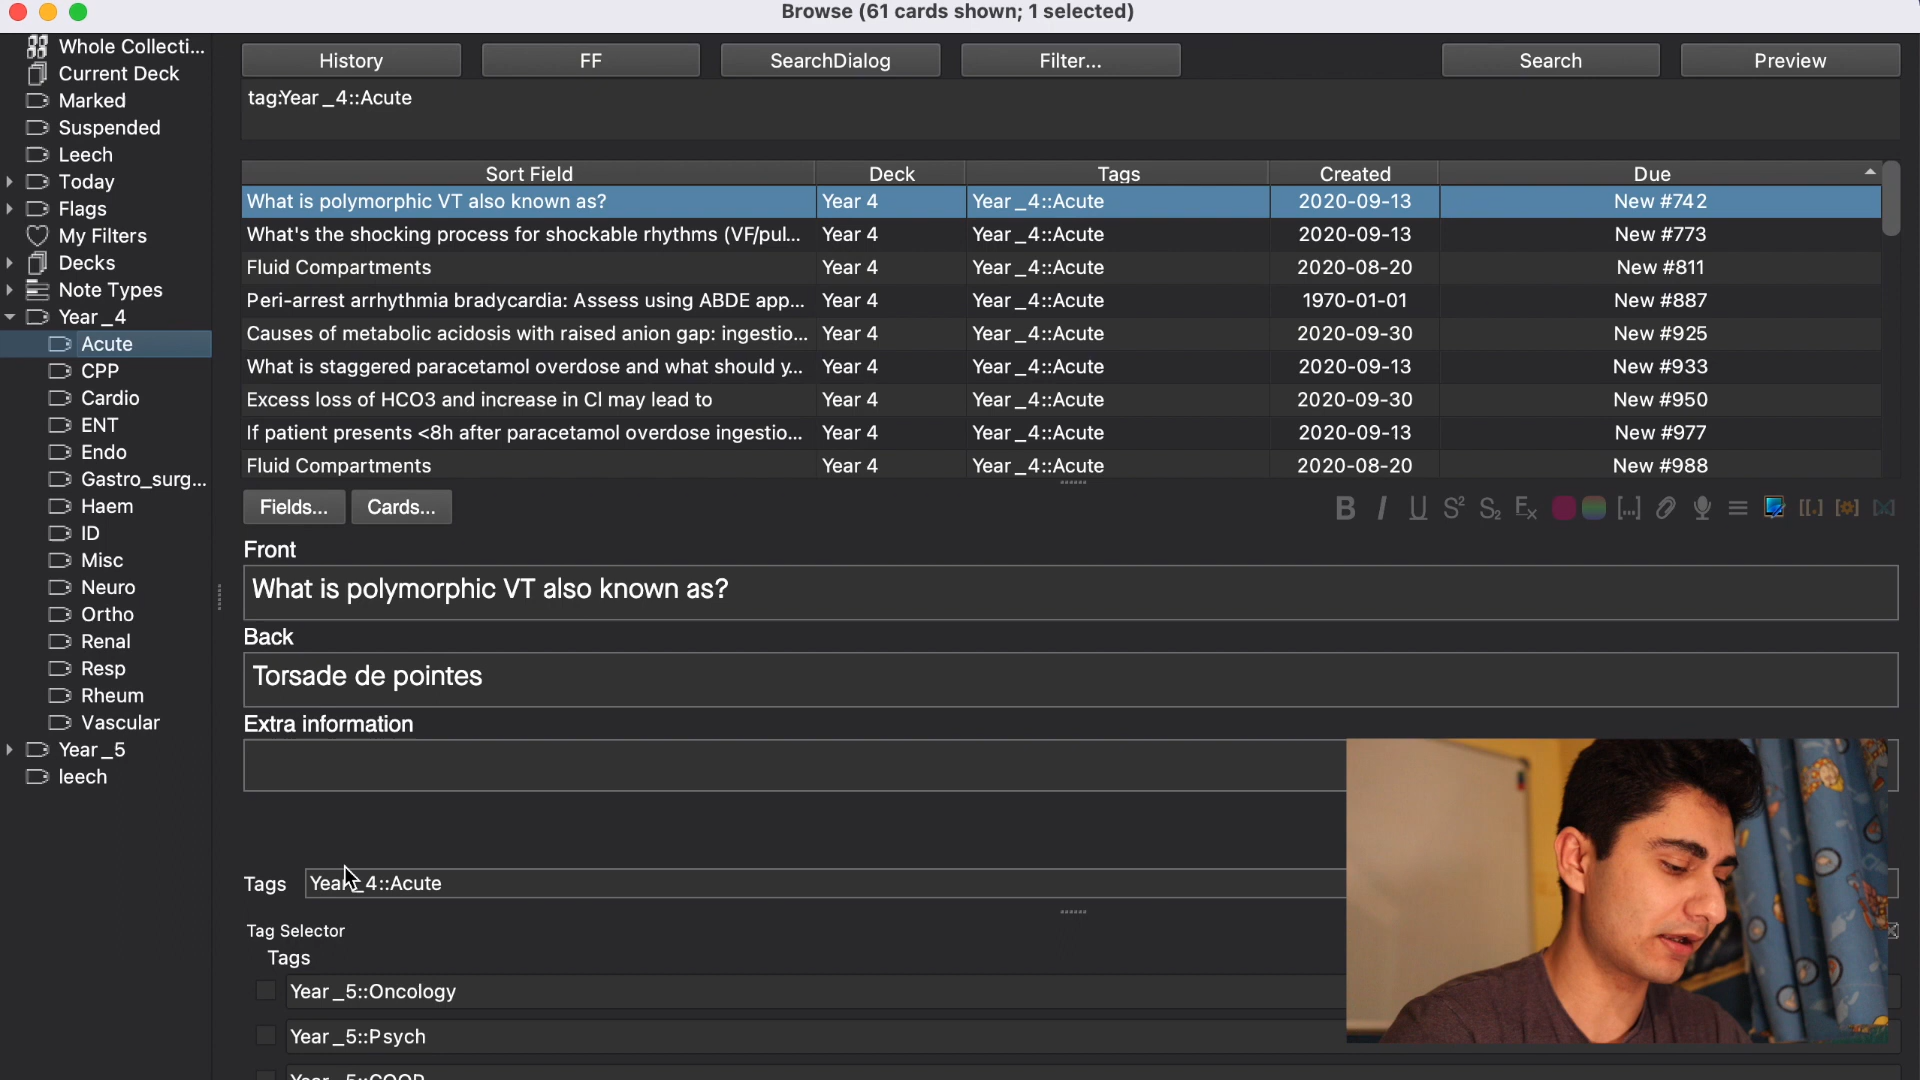 Browse (61 cards shown; 1 selected)
Whole Collecti...
Current Deck
Marked
Suspended
Leech
Today
Flags
My Filters
Decks
Note Types
Year_4
Acute
CPP
Cardio
ENT
Endo
Gastro_surg...
Haem
ID
Misc
Neuro
Ortho
Renal
Resp
Rheum
Vascular
Year_5
leech
History FF SearchDialog Filter... Search Preview
tag:Year_4::Acute
Sort Field Deck Tags Created Due
What is polymorphic VT also known as? Year 4 Year_4::Acute 2020-09-13 New #742
What's the shocking process for shockable rhythms (VF/pul... Year 4 Year_4::Acute 2020-09-13 New #773
Fluid Compartments Year 4 Year_4::Acute 2020-08-20 New #811
Peri-arrest arrhythmia bradycardia: Assess using ABDE app... Year 4 Year_4::Acute 1970-01-01 New #887
Causes of metabolic acidosis with raised anion gap: ingestio... Year 4 Year_4::Acute 2020-09-30 New #925
What is staggered paracetamol overdose and what should y... Year 4 Year_4::Acute 2020-09-13 New #933
Excess loss of HCO3 and increase in Cl may lead to Year 4 Year_4::Acute 2020-09-30 New #950
If patient presents <8h after paracetamol overdose ingestio... Year 4 Year_4::Acute 2020-09-13 New #977
Fluid Compartments Year 4 Year_4::Acute 2020-08-20 New #988
Fields... Cards...
Front
What is polymorphic VT also known as?
Back
Torsade de pointes
Extra information
Tags Year_4::Acute
Tag Selector
Tags
Year_5::Oncology
Year_5::Psych